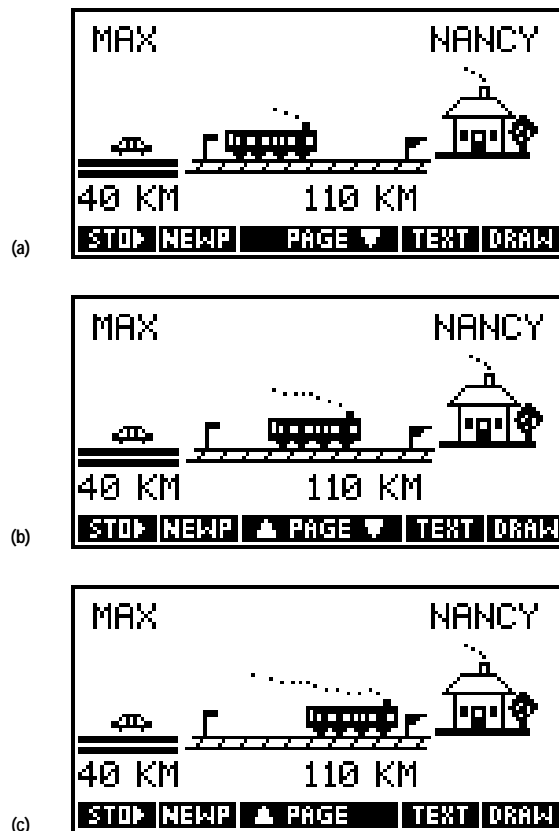 MAX NANCY
40 KM 110 KM
(a)
STO▶ NEWP PAGE ▼ TEXT DRAW
MAX NANCY
40 KM 110 KM
(b)
STO▶ NEWP ▲ PAGE ▼ TEXT DRAW
MAX NANCY
40 KM 110 KM
(c)
STO▶ NEWP ▲ PAGE TEXT DRAW